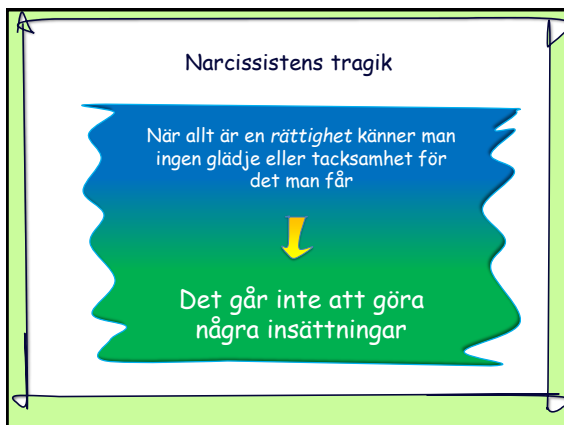 Narcissistens tragik
När allt är en rättighet känner man
ingen glädje eller tacksamhet för
det man får
Det går inte att göra
några insättningar